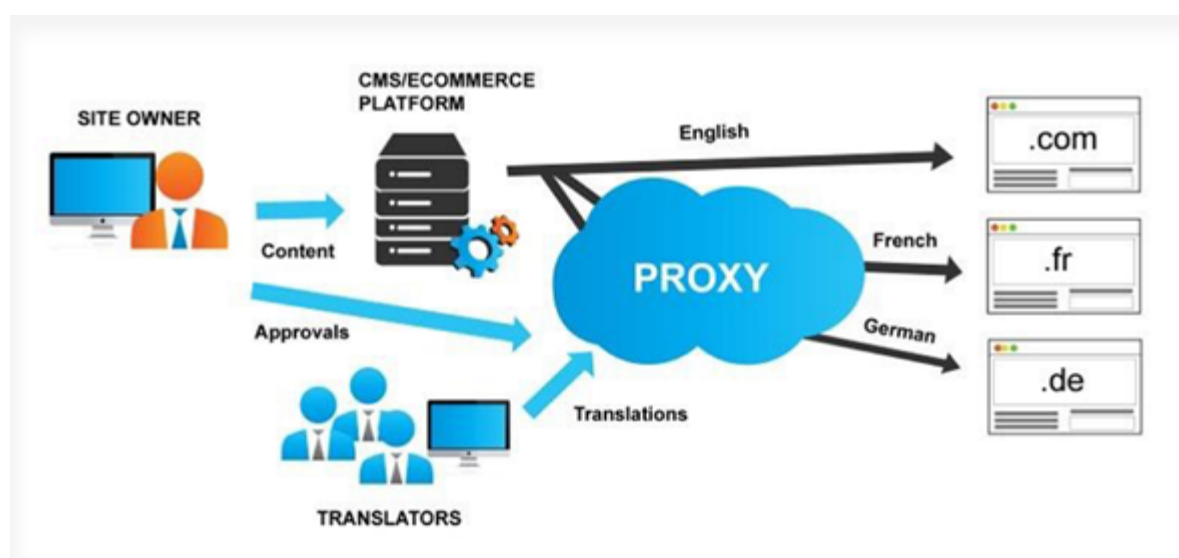 CMS/ECOMMERCE
PLATFORM
SITE OWNER
English
.com
Content
French
.fr
PROXY
Approvals
German
.de
Translations
TRANSLATORS